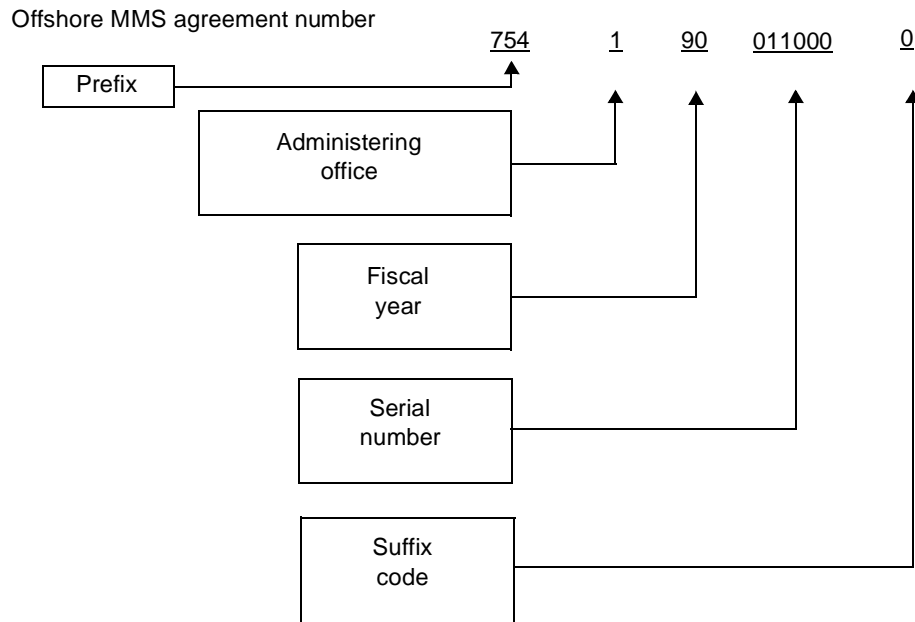 Offshore MMS agreement number
754 1 90 011000 0
Prefix
Administering
office
Fiscal
year
Serial
number
Suffix
code